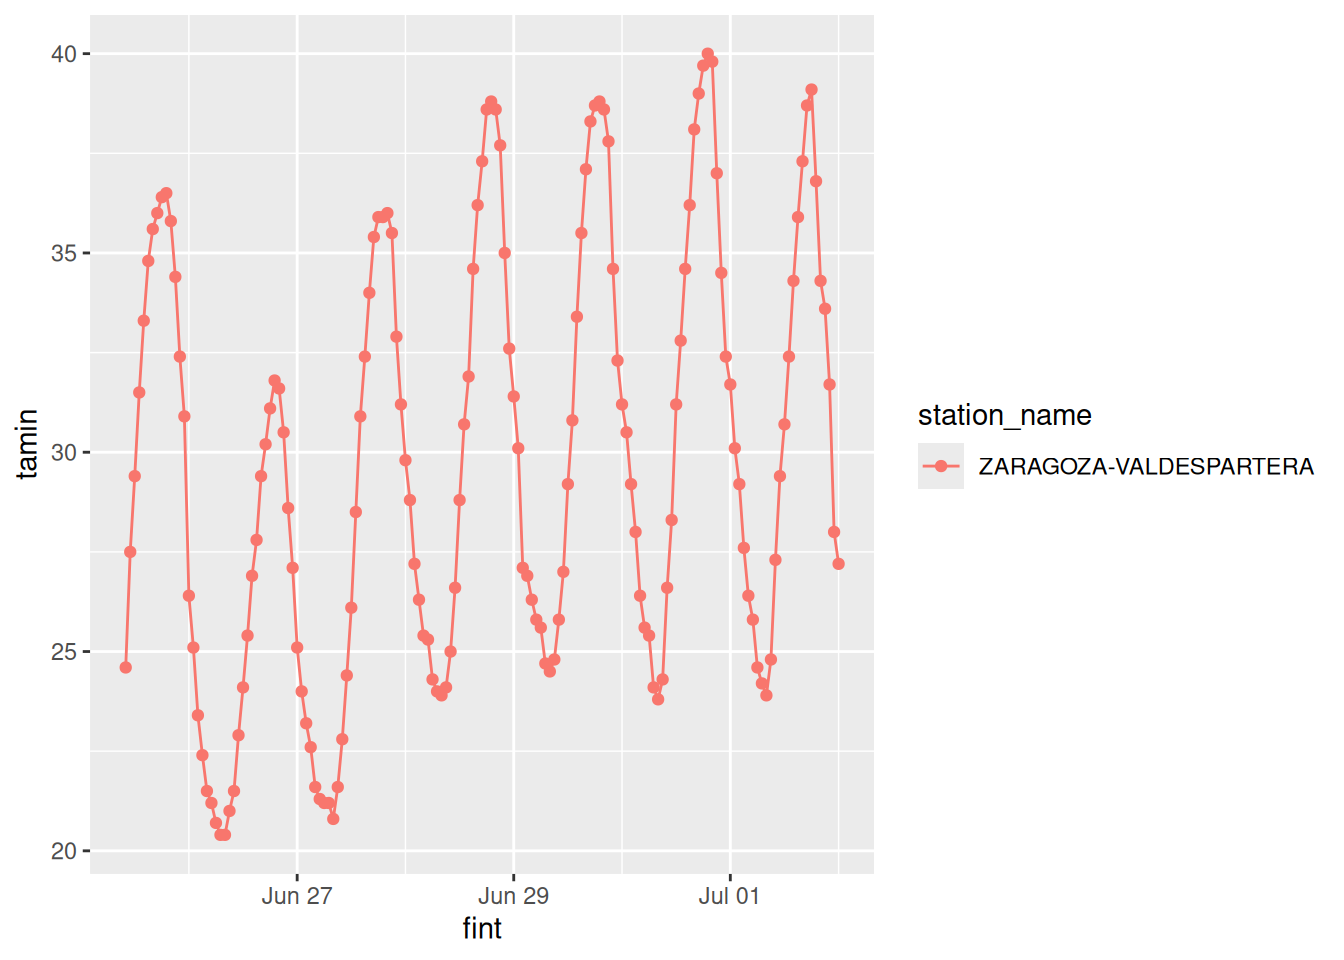 40
35
30
25
20
tamin
Jun 27
Jun 29
Jul 01
fint
station_name
ZARAGOZA-VALDESPARTERA